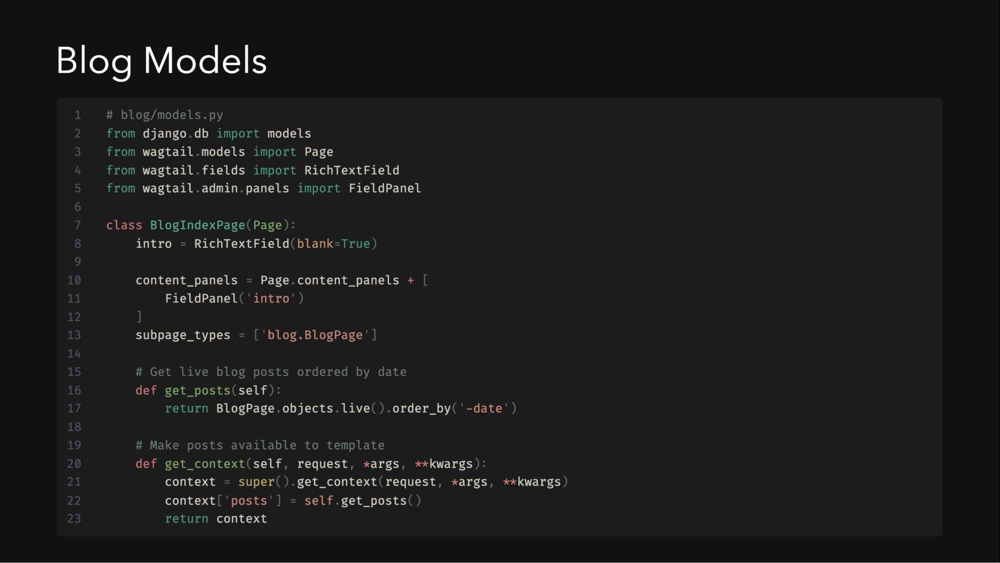 Blog Models
1 # blog/models.py
2 from django.db import models
3 from wagtail.models import Page
4 from wagtail.fields import RichTextField
5 from wagtail.admin.panels import FieldPanel
6
7 class BlogIndexPage(Page):
8     intro = RichTextField(blank=True)
9
10     content_panels = Page.content_panels + [
11         FieldPanel('intro')
12     ]
13     subpage_types = ['blog.BlogPage']
14
15     # Get live blog posts ordered by date
16     def get_posts(self):
17         return BlogPage.objects.live().order_by('-date')
18
19     # Make posts available to template
20     def get_context(self, request, *args, **kwargs):
21         context = super().get_context(request, *args, **kwargs)
22         context['posts'] = self.get_posts()
23         return context